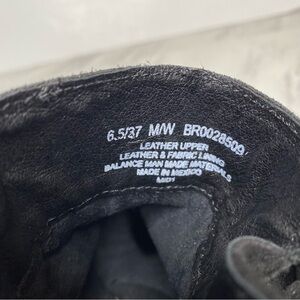 6.5/37 M/W BR0028509
LEATHER UPPER
LEATHER & FABRIC LINING
BALANCE MAN MADE MATERIALS
MADE IN MEXICO